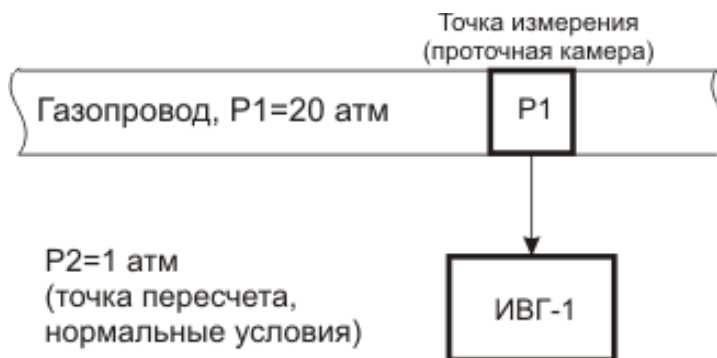 Точка измерения
(проточная камера)
Газопровод, P1=20 атм
P1
P2=1 атм
(точка пересчета,
нормальные условия)
ИВГ-1